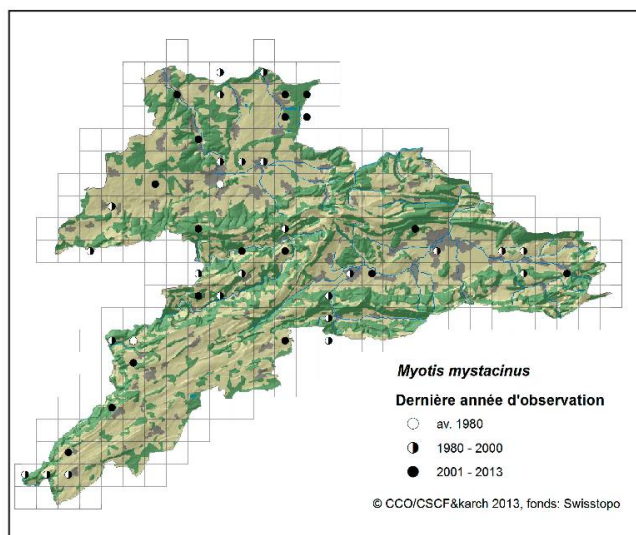 Myotis mystacinus
Dernière année d'observation
av. 1980
1980 - 2000
2001 - 2013
© CCO/CSCF&karch 2013, fonds: Swisstopo